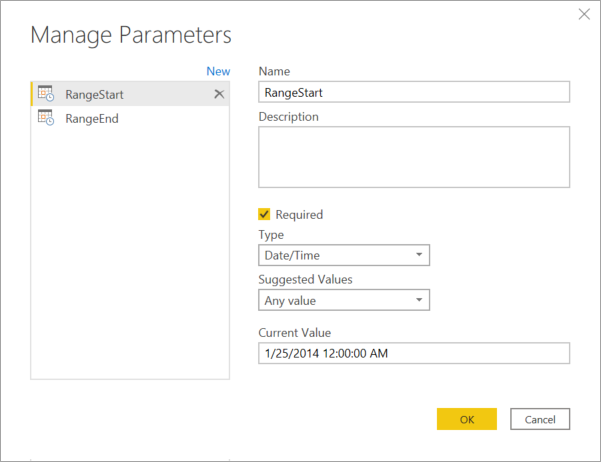 Manage Parameters
New
RangeStart
RangeEnd
Name
RangeStart
Description
Required
Type
Date/Time
Suggested Values
Any value
Current Value
1/25/2014 12:00:00 AM
OK
Cancel